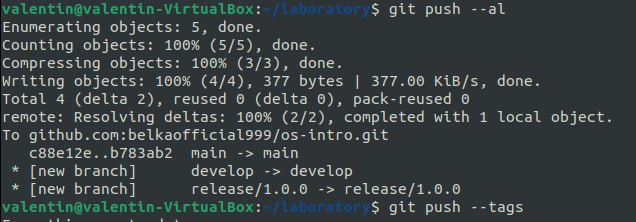 valentin@valentin-VirtualBox:~/laboratory$ git push --al
Enumerating objects: 5, done.
Counting objects: 100% (5/5), done.
Compressing objects: 100% (3/3), done.
Writing objects: 100% (4/4), 377 bytes | 377.00 KiB/s, done.
Total 4 (delta 2), reused 0 (delta 0), pack-reused 0
remote: Resolving deltas: 100% (2/2), completed with 1 local object.
To github.com:belkaofficial999/os-intro.git
   c88e12e..b783ab2  main -> main
 * [new branch]      develop -> develop
 * [new branch]      release/1.0.0 -> release/1.0.0
valentin@valentin-VirtualBox:~/laboratory$ git push --tags